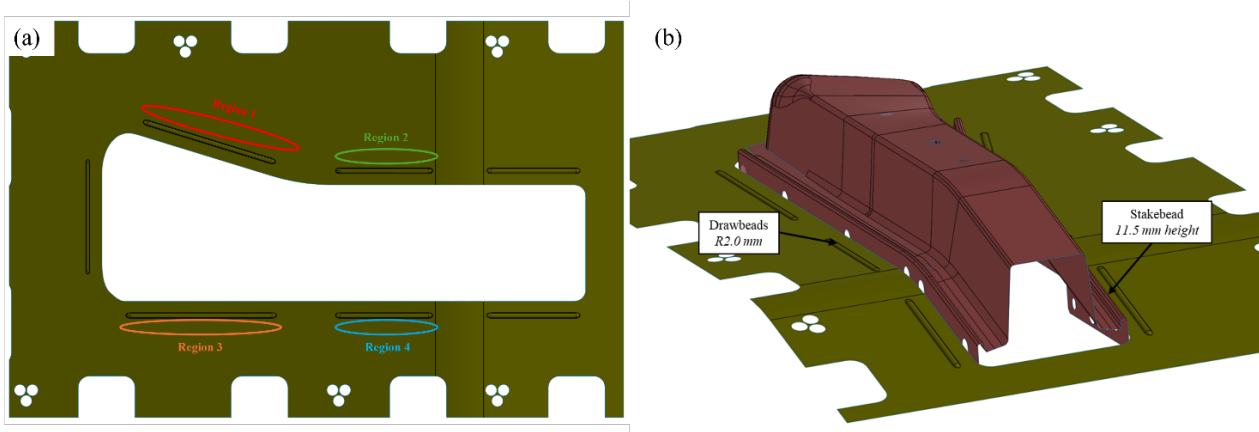 (a)
Region 1
Region 2
Region 3
Region 4
(b)
Drawbeads
R2.0 mm
Stakebead
11.5 mm height